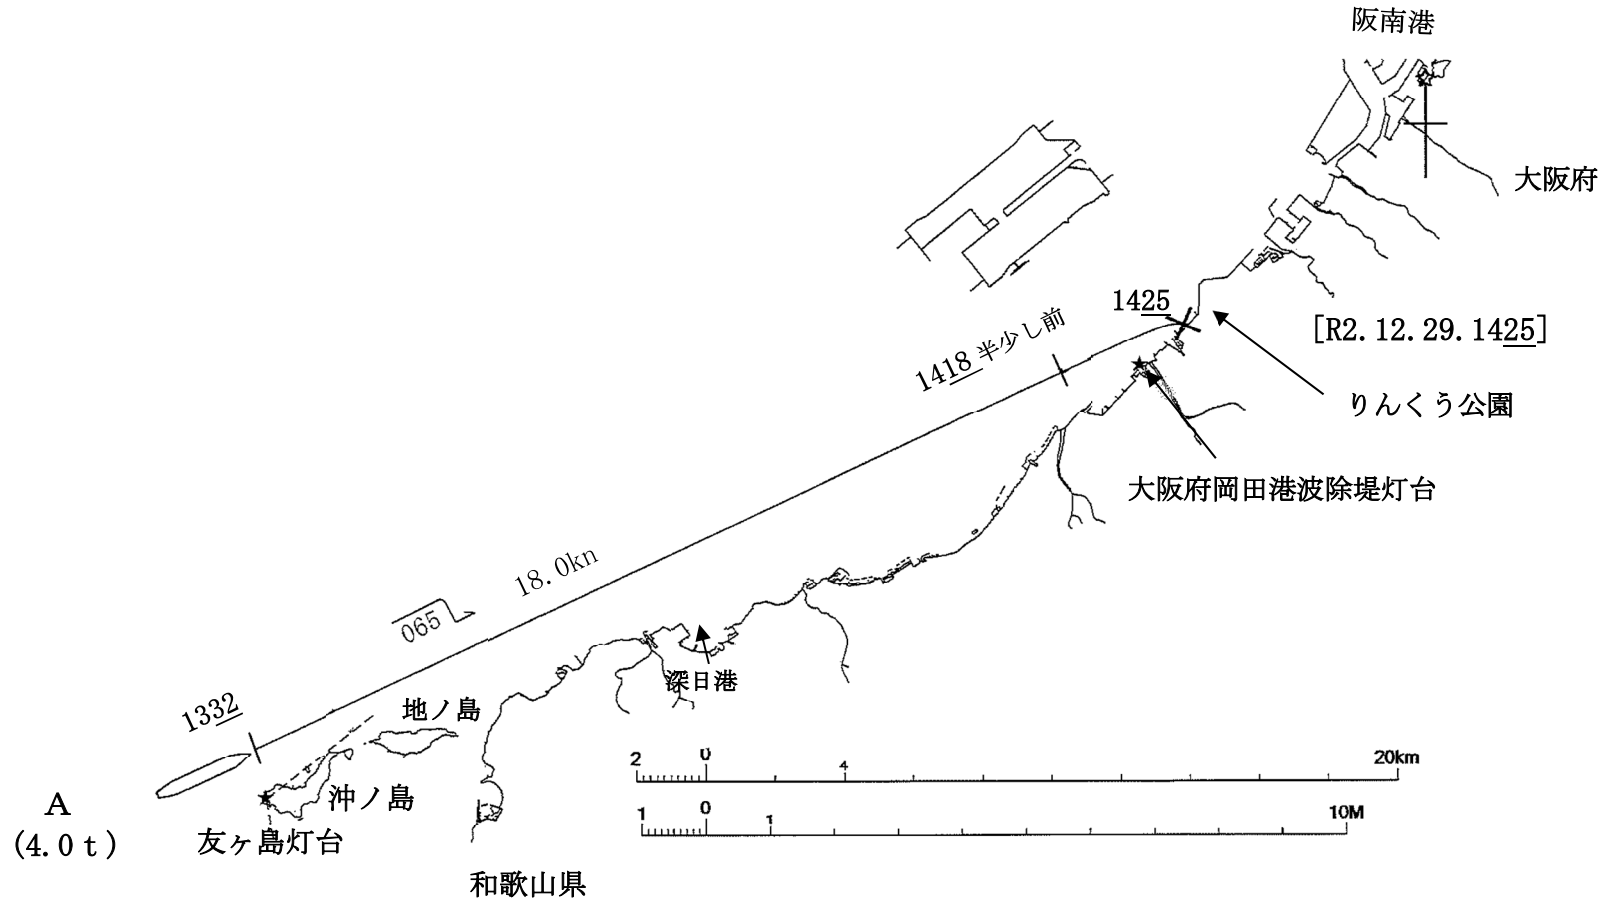 阪南港
大阪府
1425
[R2.12.29.1425]
1418 半少し前
りんくう公園
大阪府岡田港波除堤灯台
18.0kn
065
深日港
1332
地ノ島
沖ノ島
A
(4.0t)
友ヶ島灯台
和歌山県
2 0 4 20km
1 0 1 10M